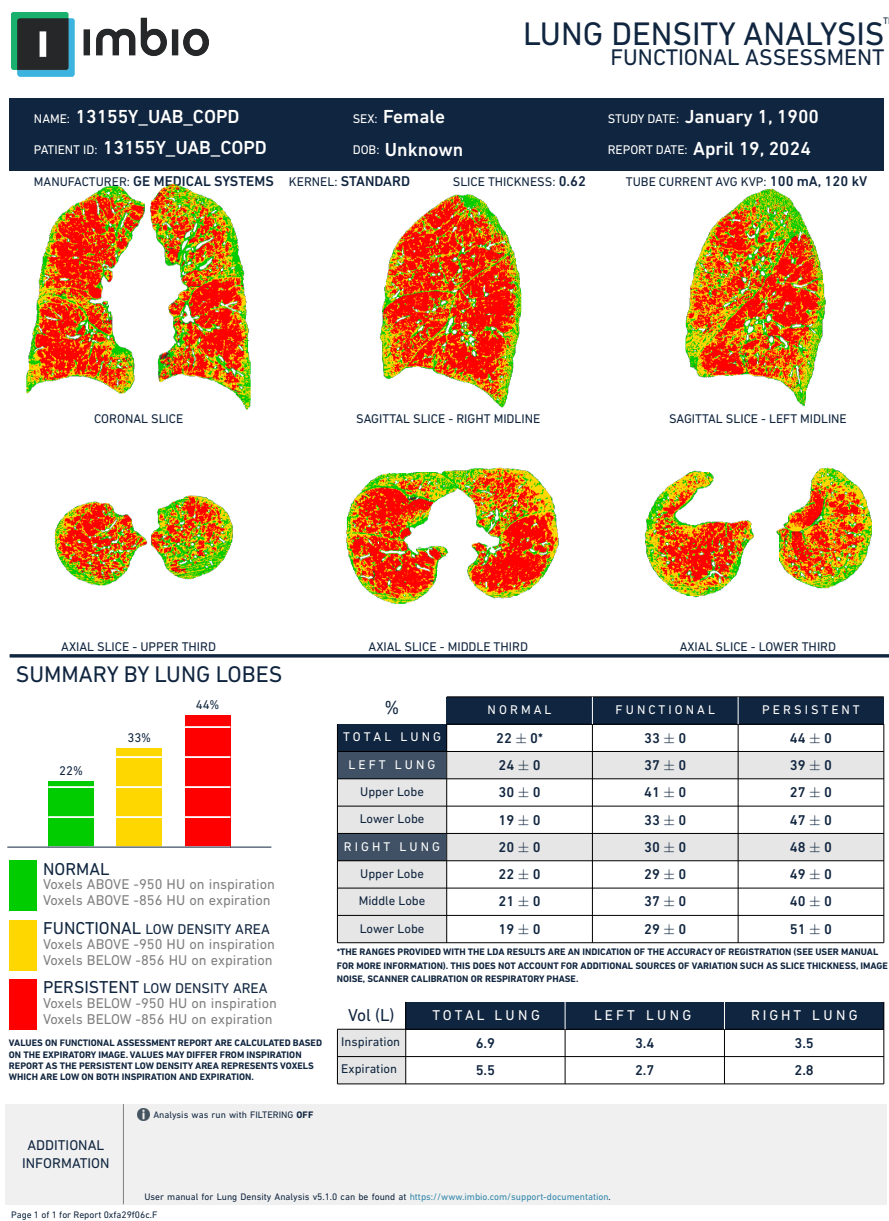 imbio
LUNG DENSITY ANALYSIS
FUNCTIONAL ASSESSMENT
NAME: 13155Y_UAB_COPD SEX: Female STUDY DATE: January 1, 1900
PATIENT ID: 13155Y_UAB_COPD DOB: Unknown REPORT DATE: April 19, 2024
MANUFACTURER: GE MEDICAL SYSTEMS KERNEL: STANDARD SLICE THICKNESS: 0.62 TUBE CURRENT AVG KVP: 100 mA, 120 kV
CORONAL SLICE SAGITTAL SLICE - RIGHT MIDLINE SAGITTAL SLICE - LEFT MIDLINE
AXIAL SLICE - UPPER THIRD AXIAL SLICE - MIDDLE THIRD AXIAL SLICE - LOWER THIRD
SUMMARY BY LUNG LOBES
22%
33%
44%
NORMAL
Voxels ABOVE -950 HU on inspiration
Voxels ABOVE -856 HU on expiration
FUNCTIONAL LOW DENSITY AREA
Voxels ABOVE -950 HU on inspiration
Voxels BELOW -856 HU on expiration
PERSISTENT LOW DENSITY AREA
Voxels BELOW -950 HU on inspiration
Voxels BELOW -856 HU on expiration
VALUES ON FUNCTIONAL ASSESSMENT REPORT ARE CALCULATED BASED
ON THE EXPIRATORY IMAGE. VALUES MAY DIFFER FROM INSPIRATION
REPORT AS THE PERSISTENT LOW DENSITY AREA REPRESENTS VOXELS
WHICH ARE LOW ON BOTH INSPIRATION AND EXPIRATION.
% NORMAL FUNCTIONAL PERSISTENT
TOTAL LUNG 22 ± 0* 33 ± 0 44 ± 0
LEFT LUNG 24 ± 0 37 ± 0 39 ± 0
Upper Lobe 30 ± 0 41 ± 0 27 ± 0
Lower Lobe 19 ± 0 33 ± 0 47 ± 0
RIGHT LUNG 20 ± 0 30 ± 0 48 ± 0
Upper Lobe 22 ± 0 29 ± 0 49 ± 0
Middle Lobe 21 ± 0 37 ± 0 40 ± 0
Lower Lobe 19 ± 0 29 ± 0 51 ± 0
*THE RANGES PROVIDED WITH THE LDA RESULTS ARE AN INDICATION OF THE ACCURACY OF REGISTRATION (SEE USER MANUAL
FOR MORE INFORMATION). THIS DOES NOT ACCOUNT FOR ADDITIONAL SOURCES OF VARIATION SUCH AS SLICE THICKNESS, IMAGE
NOISE, SCANNER CALIBRATION OR RESPIRATORY PHASE.
Vol (L) TOTAL LUNG LEFT LUNG RIGHT LUNG
Inspiration 6.9 3.4 3.5
Expiration 5.5 2.7 2.8
ADDITIONAL
INFORMATION
i Analysis was run with FILTERING OFF
User manual for Lung Density Analysis v5.1.0 can be found at https://www.imbio.com/support-documentation.
Page 1 of 1 for Report 0xfa29f06c.F